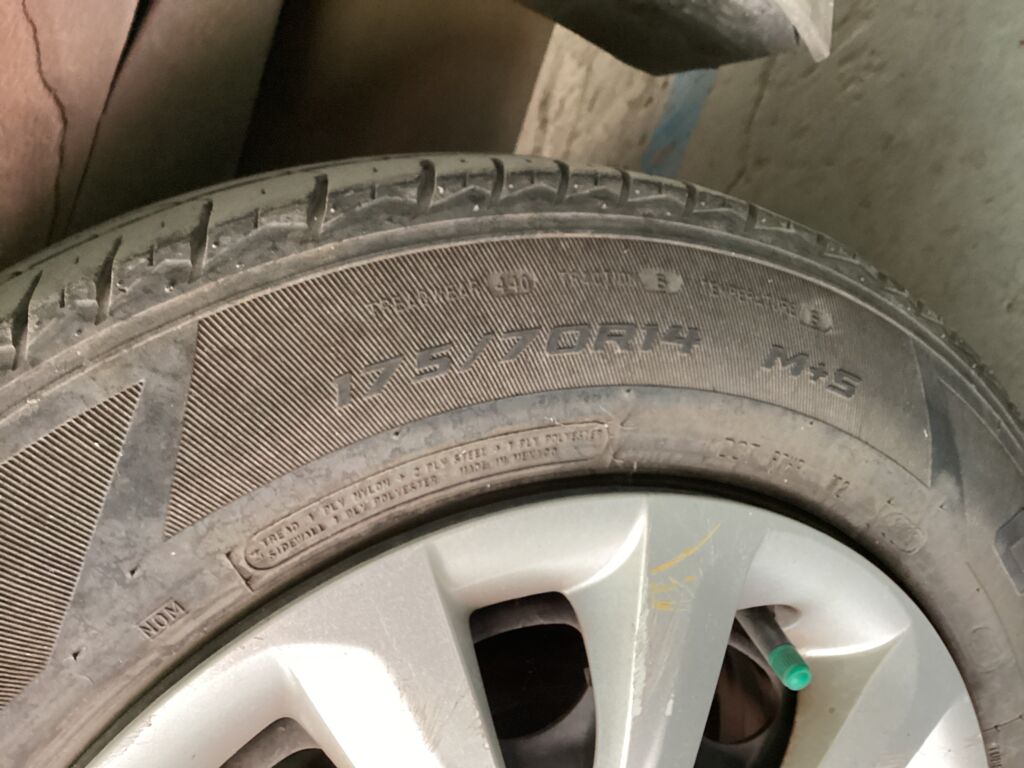 TREADWEAR 440 TRACTION B TEMPERATURE B
175/70R14 M+S
TREAD 1 PLY NYLON + 2 PLY STEEL + 1 PLY POLYESTER
SIDEWALL 1 PLY POLYESTER MADE IN MEXICO
DOT
NOM